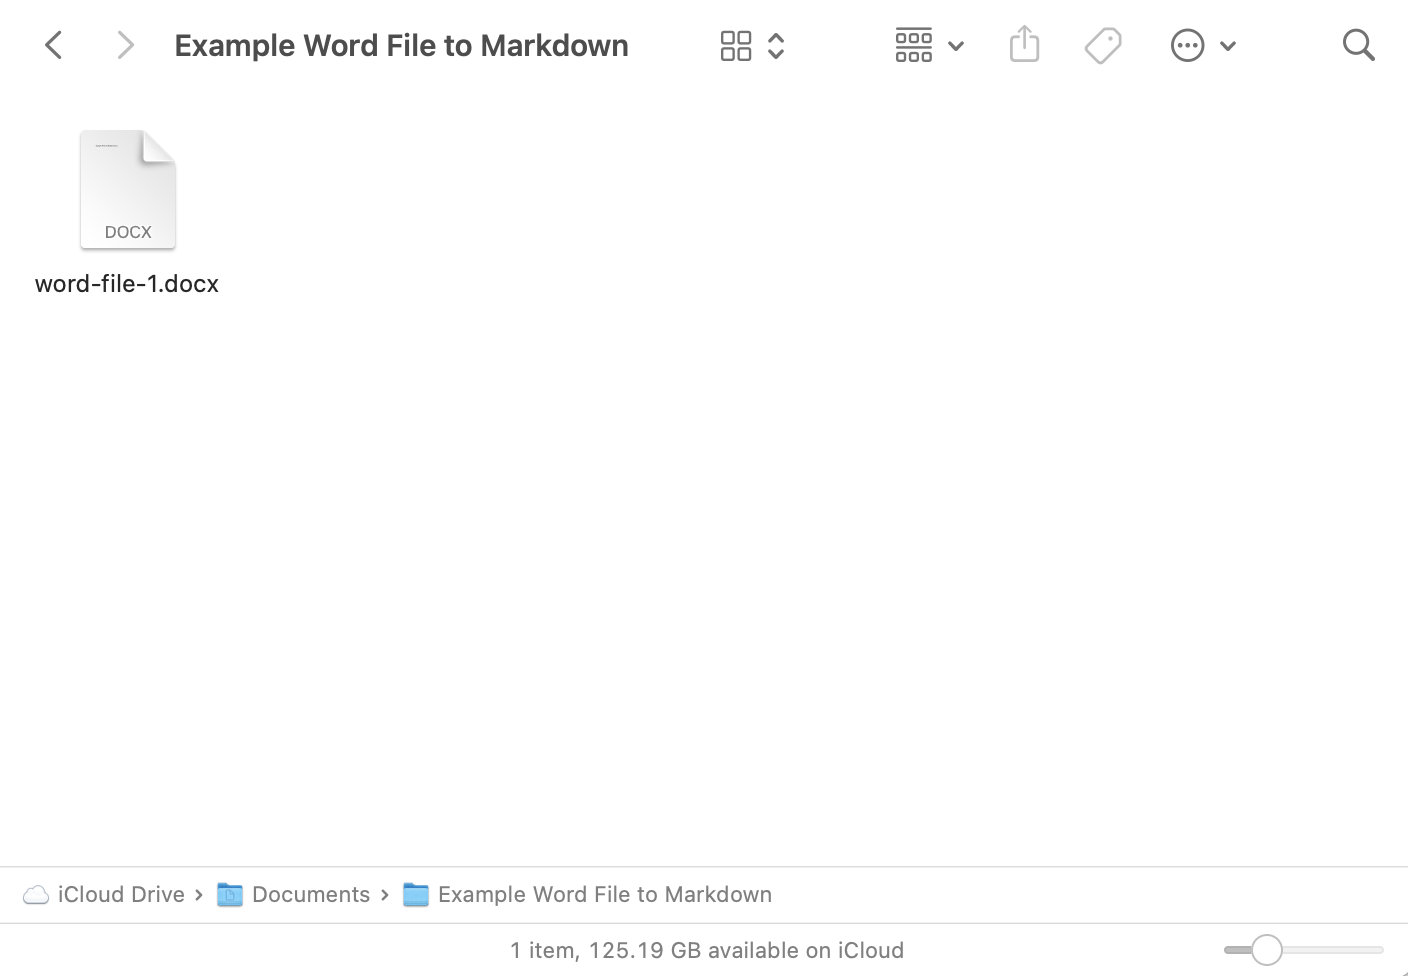 Example Word File to Markdown
DOCX
word-file-1.docx
iCloud Drive › Documents › Example Word File to Markdown
1 item, 125.19 GB available on iCloud